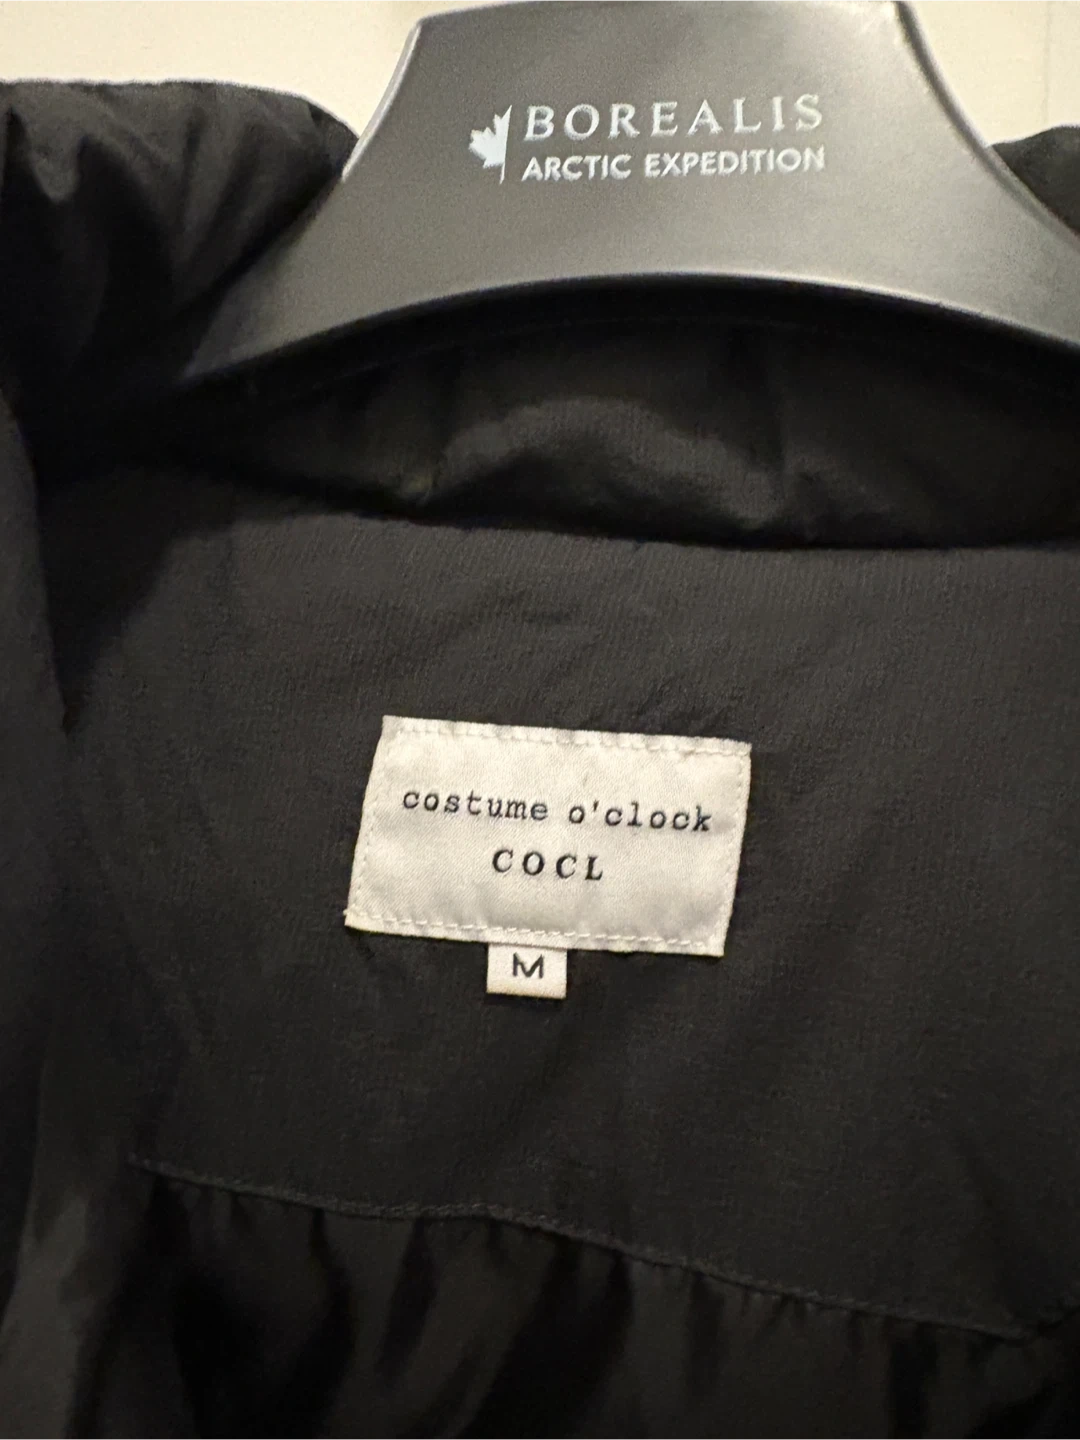 BOREALIS
ARCTIC EXPEDITION
costume o'clock
COCL
M